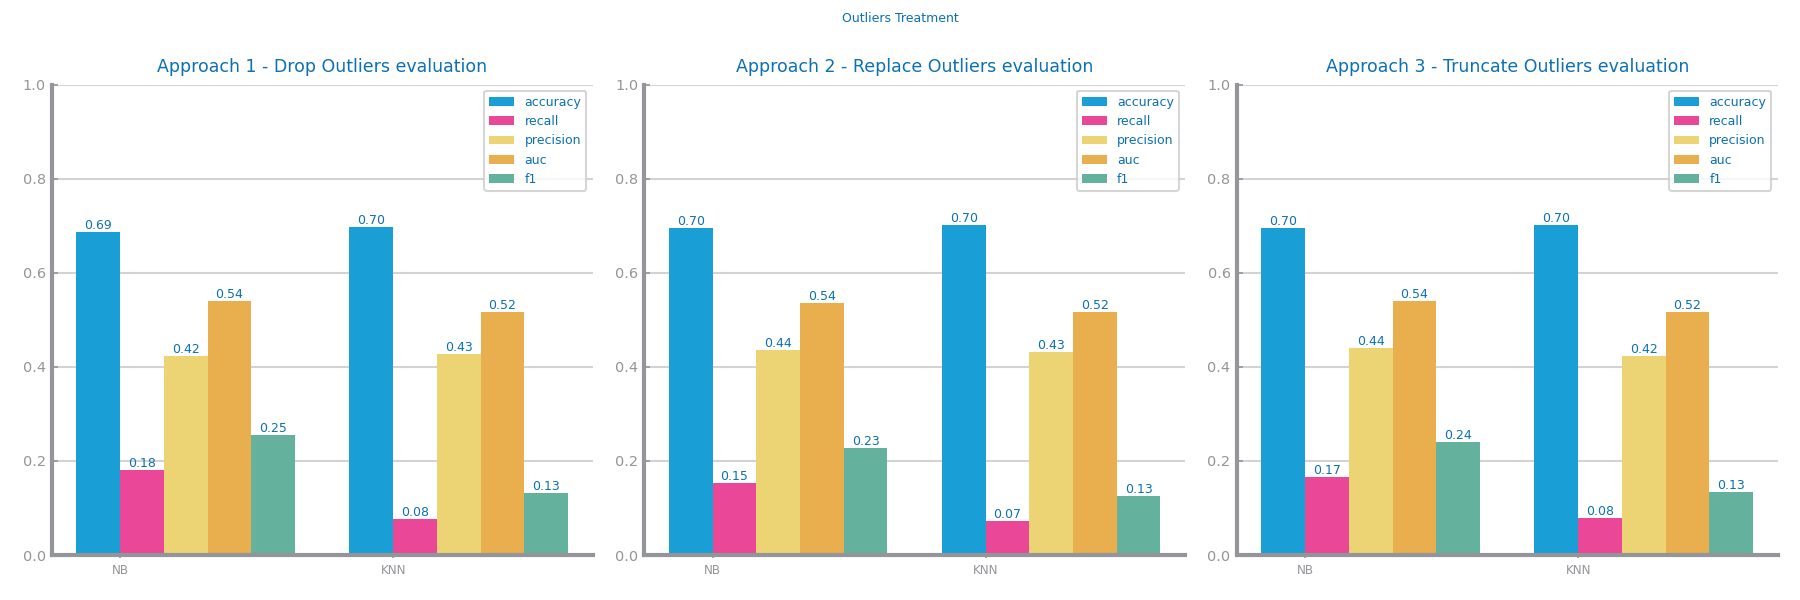 Outliers Treatment
Approach 1 - Drop Outliers evaluation
1.0
0.8
0.6
0.4
0.2
0.0
accuracy
recall
precision
auc
f1
0.69
0.18
0.42
0.54
0.25
0.70
0.08
0.43
0.52
0.13
NB
KNN
Approach 2 - Replace Outliers evaluation
1.0
0.8
0.6
0.4
0.2
0.0
accuracy
recall
precision
auc
f1
0.70
0.15
0.44
0.54
0.23
0.70
0.07
0.43
0.52
0.13
NB
KNN
Approach 3 - Truncate Outliers evaluation
1.0
0.8
0.6
0.4
0.2
0.0
accuracy
recall
precision
auc
f1
0.70
0.17
0.44
0.54
0.24
0.70
0.08
0.42
0.52
0.13
NB
KNN